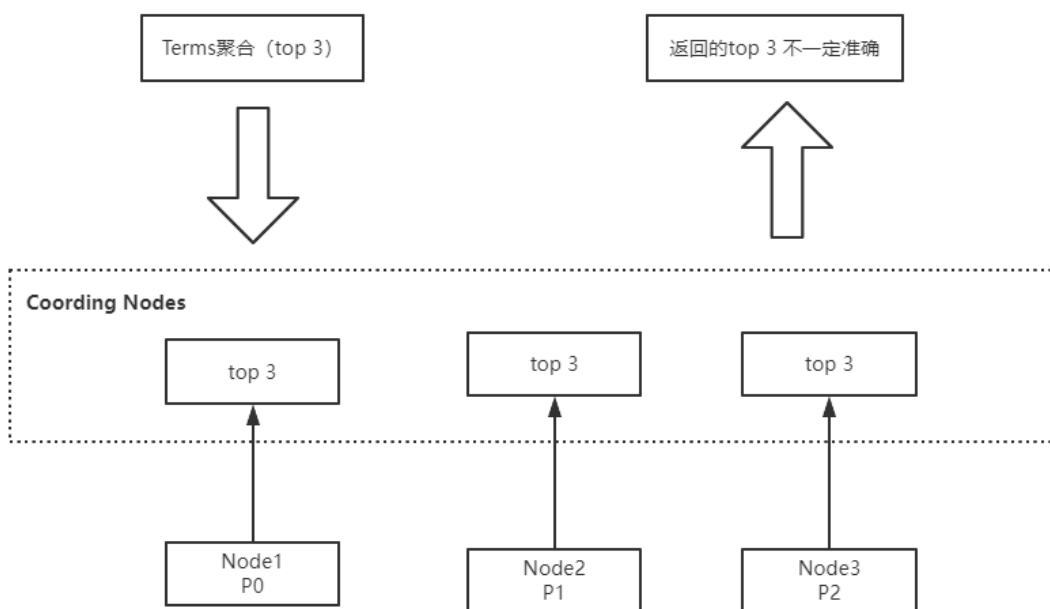 Terms聚合（top 3）
返回的top 3 不一定准确
Coording Nodes
top 3
top 3
top 3
Node1
P0
Node2
P1
Node3
P2